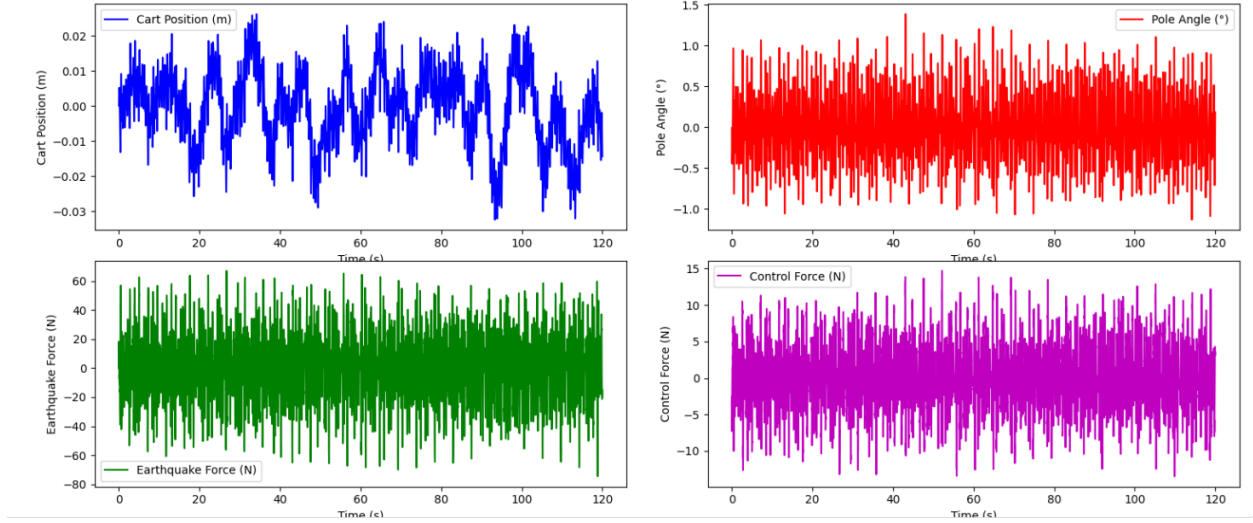 Cart Position (m)
0.02
0.01
0.00
−0.01
−0.02
−0.03
Cart Position (m)
0 20 40 60 80 100 120
Time (s)
Pole Angle (°)
1.5
1.0
0.5
0.0
−0.5
−1.0
Pole Angle (°)
0 20 40 60 80 100 120
Time (s)
60
40
20
0
−20
−40
−60
−80
Earthquake Force (N)
Earthquake Force (N)
0 20 40 60 80 100 120
Time (s)
Control Force (N)
15
10
5
0
−5
−10
Control Force (N)
0 20 40 60 80 100 120
Time (s)